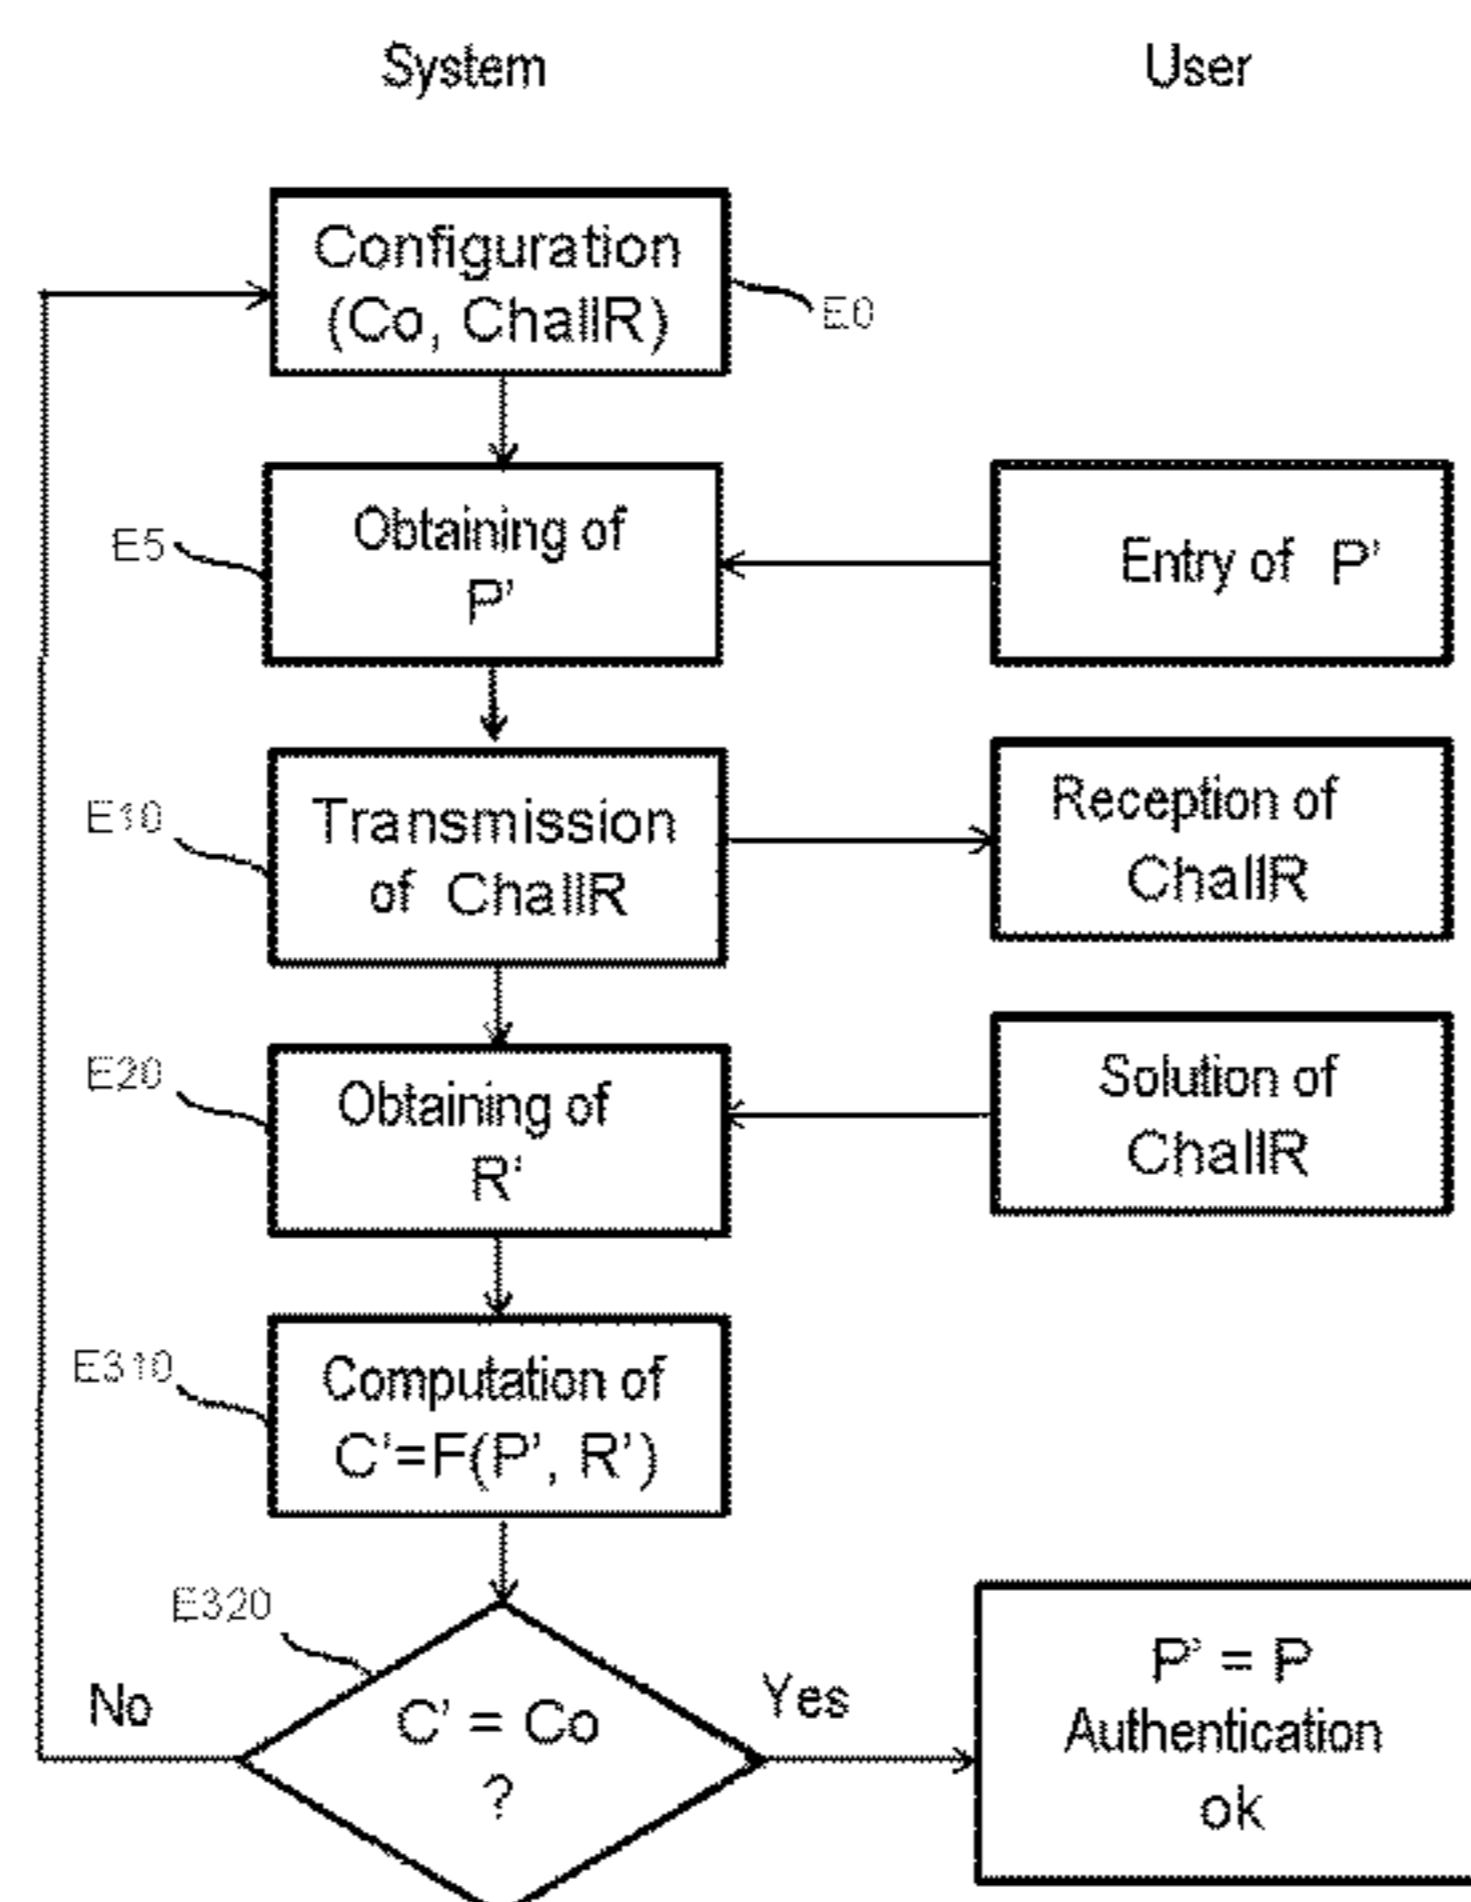 System
User
Configuration
(Co, ChallR)
E0
Obtaining of
P'
E5
Entry of P'
Transmission
of ChallR
E10
Reception of
ChallR
Obtaining of
R'
E20
Solution of
ChallR
Computation of
C'=F(P', R')
E310
E320
C' = Co
?
No
Yes
P' = P
Authentication
ok